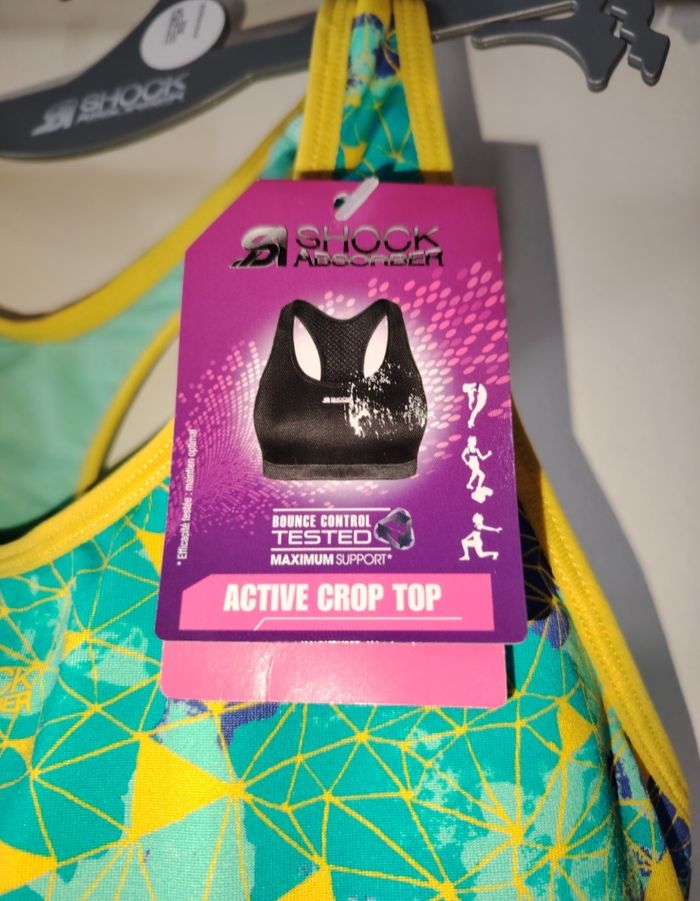 SHOCK
ABSORBER
SHOCK
ABSORBER
* Efficacité testée : maintien optimal
BOUNCE CONTROL
TESTED
MAXIMUM SUPPORT*
ACTIVE CROP TOP